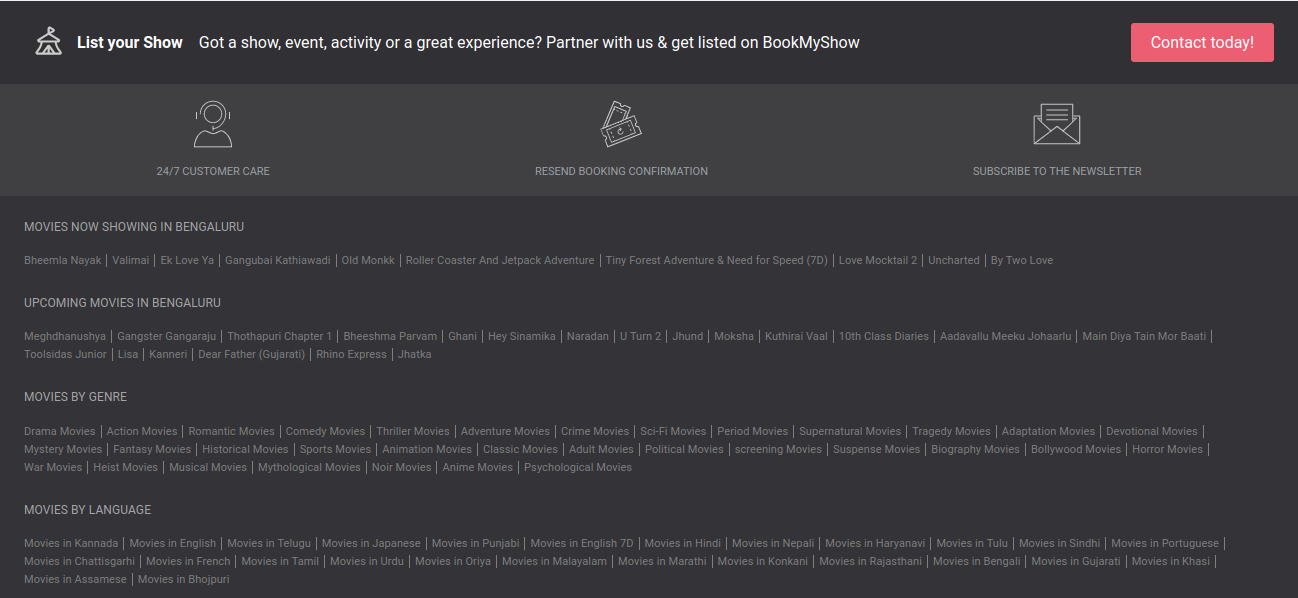 List your Show Got a show, event, activity or a great experience? Partner with us & get listed on BookMyShow Contact today!
24/7 CUSTOMER CARE RESEND BOOKING CONFIRMATION SUBSCRIBE TO THE NEWSLETTER
MOVIES NOW SHOWING IN BENGALURU
Bheemla Nayak | Valimai | Ek Love Ya | Gangubai Kathiawadi | Old Monkk | Roller Coaster And Jetpack Adventure | Tiny Forest Adventure & Need for Speed (7D) | Love Mocktail 2 | Uncharted | By Two Love
UPCOMING MOVIES IN BENGALURU
Meghdhanushya | Gangster Gangaraju | Thothapuri Chapter 1 | Bheeshma Parvam | Ghani | Hey Sinamika | Naradan | U Turn 2 | Jhund | Moksha | Kuthirai Vaal | 10th Class Diaries | Aadavallu Meeku Johaarlu | Main Diya Tain Mor Baati |
Toolsidas Junior | Lisa | Kanneri | Dear Father (Gujarati) | Rhino Express | Jhatka
MOVIES BY GENRE
Drama Movies | Action Movies | Romantic Movies | Comedy Movies | Thriller Movies | Adventure Movies | Crime Movies | Sci-Fi Movies | Period Movies | Supernatural Movies | Tragedy Movies | Adaptation Movies | Devotional Movies |
Mystery Movies | Fantasy Movies | Historical Movies | Sports Movies | Animation Movies | Classic Movies | Adult Movies | Political Movies | screening Movies | Suspense Movies | Biography Movies | Bollywood Movies | Horror Movies |
War Movies | Heist Movies | Musical Movies | Mythological Movies | Noir Movies | Anime Movies | Psychological Movies
MOVIES BY LANGUAGE
Movies in Kannada | Movies in English | Movies in Telugu | Movies in Japanese | Movies in Punjabi | Movies in English 7D | Movies in Hindi | Movies in Nepali | Movies in Haryanavi | Movies in Tulu | Movies in Sindhi | Movies in Portuguese |
Movies in Chattisgarhi | Movies in French | Movies in Tamil | Movies in Urdu | Movies in Oriya | Movies in Malayalam | Movies in Marathi | Movies in Konkani | Movies in Rajasthani | Movies in Bengali | Movies in Gujarati | Movies in Khasi |
Movies in Assamese | Movies in Bhojpuri